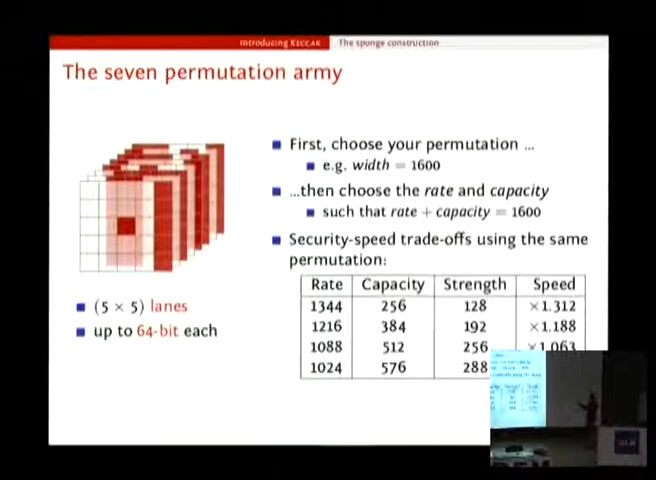 Introducing KECCAK The sponge construction
The seven permutation army
First, choose your permutation ...
e.g. width = 1600
...then choose the rate and capacity
such that rate + capacity = 1600
Security-speed trade-offs using the same
permutation:
Rate Capacity Strength Speed
1344 256 128 ×1.312
1216 384 192 ×1.188
1088 512 256 ×1.063
1024 576 288
(5 × 5) lanes
up to 64-bit each